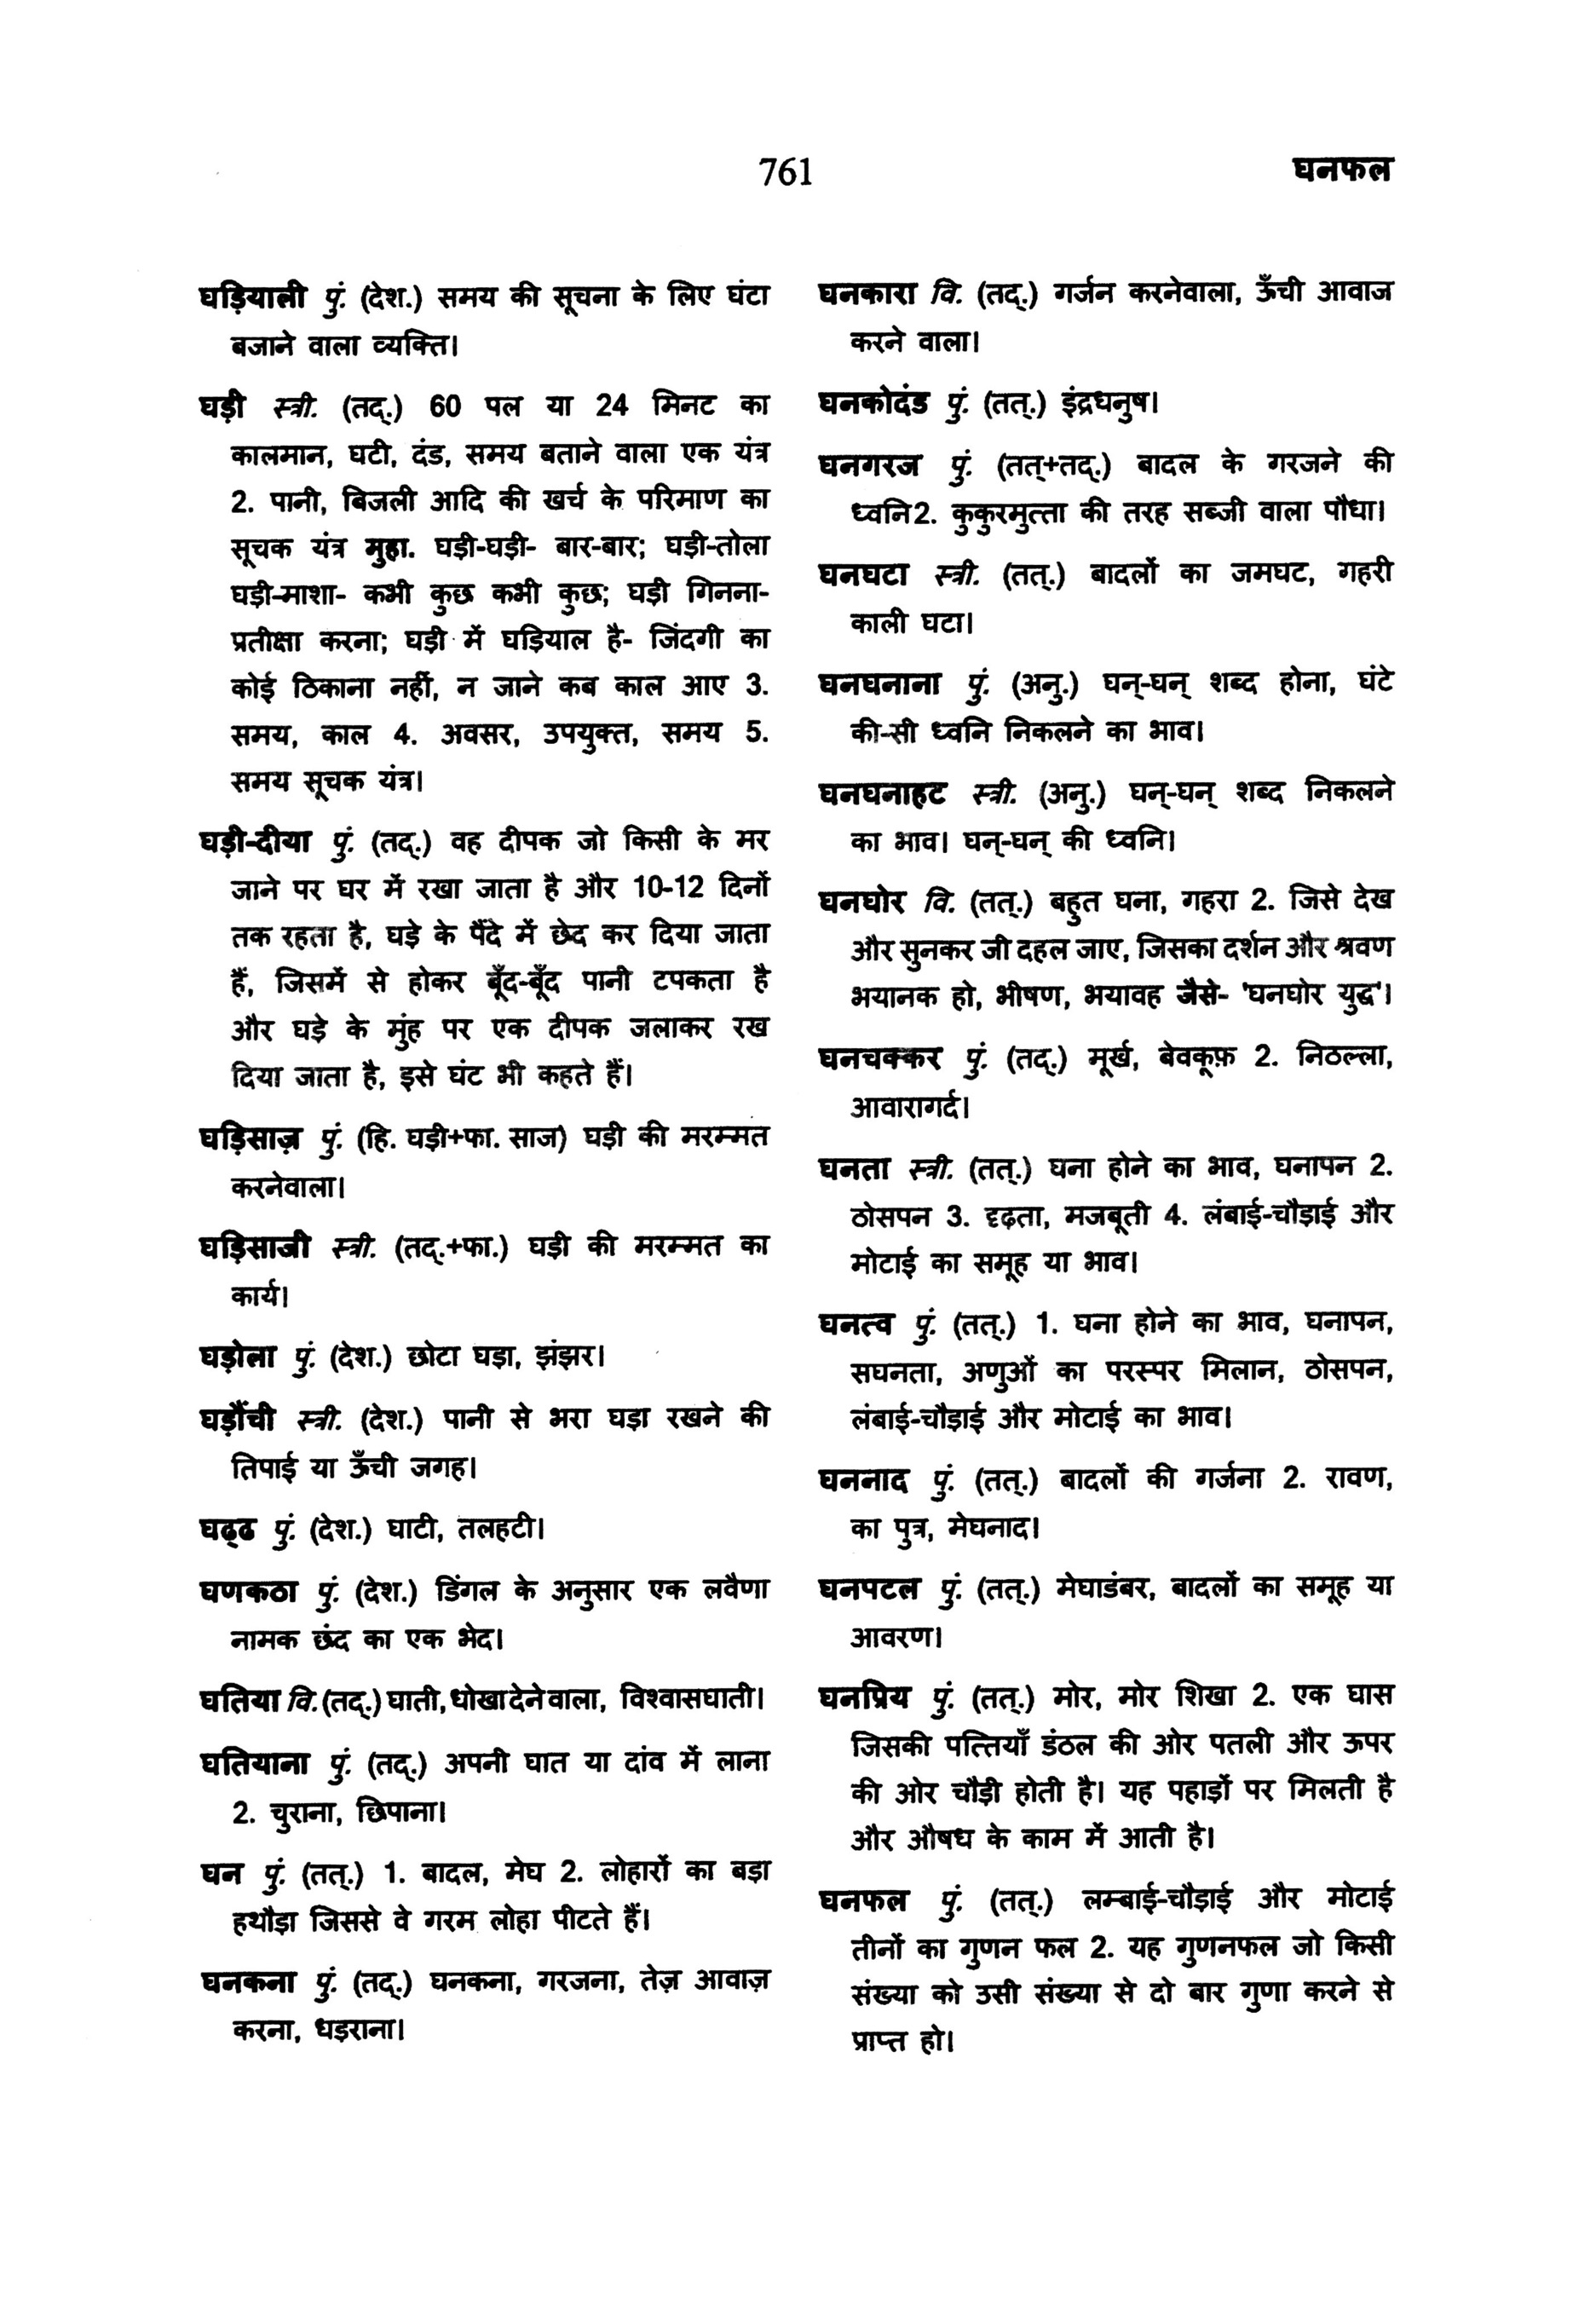 761
घनफल
घड़ियाली पुं. (देश.) समय की सूचना के लिए घंटा
बजाने वाला व्यक्ति।
घड़ी स्त्री. (तद्.) 60 पल या 24 मिनट का
कालमान, घटी, दंड, समय बताने वाला एक यंत्र
2. पानी, बिजली आदि की खर्च के परिमाण का
सूचक यंत्र मुहा. घड़ी-घड़ी- बार-बार; घड़ी-तोला
घड़ी-माशा- कभी कुछ कभी कुछ; घड़ी गिनना-
प्रतीक्षा करना; घड़ी में घड़ियाल है- जिंदगी का
कोई ठिकाना नहीं, न जाने कब काल आए 3.
समय, काल 4. अवसर, उपयुक्त, समय 5.
समय सूचक यंत्र।
घड़ी-दीया पुं. (तद्.) वह दीपक जो किसी के मर
जाने पर घर में रखा जाता है और 10-12 दिनों
तक रहता है, घड़े के पैंदे में छेद कर दिया जाता
हैं, जिसमें से होकर बूँद-बूँद पानी टपकता है
और घड़े के मुंह पर एक दीपक जलाकर रख
दिया जाता है, इसे घंट भी कहते हैं।
घड़िसाज़ पुं. (हि. घड़ी+फा. साज) घड़ी की मरम्मत
करनेवाला।
घड़िसाजी स्त्री. (तद्.+फा.) घड़ी की मरम्मत का
कार्य।
घड़ोला पुं. (देश.) छोटा घड़ा, झंझर।
घड़ौंची स्त्री. (देश.) पानी से भरा घड़ा रखने की
तिपाई या ऊँची जगह।
घढ्ढ पुं. (देश.) घाटी, तलहटी।
घणकठा पुं. (देश.) डिंगल के अनुसार एक लवैणा
नामक छंद का एक भेद।
घतिया वि. (तद्.) घाती, धोखा देने वाला, विश्वासघाती।
घतियाना पुं. (तद्.) अपनी घात या दांव में लाना
2. चुराना, छिपाना।
घन पुं. (तत्.) 1. बादल, मेघ 2. लोहारों का बड़ा
हथौड़ा जिससे वे गरम लोहा पीटते हैं।
घनकना पुं. (तद्.) घनकना, गरजना, तेज़ आवाज़
करना, धड़राना।
घनकारा वि. (तद्.) गर्जन करनेवाला, ऊँची आवाज
करने वाला।
घनकोदंड पुं. (तत्.) इंद्रधनुष।
घनगरज पुं. (तत्+तद्.) बादल के गरजने की
ध्वनि2. कुकुरमुत्ता की तरह सब्जी वाला पौधा।
घनघटा स्त्री. (तत्.) बादलों का जमघट, गहरी
काली घटा।
घनघनाना पुं. (अनु.) घन्-घन् शब्द होना, घंटे
की-सी ध्वनि निकलने का भाव।
घनघनाहट स्त्री. (अनु.) घन्-घन् शब्द निकलने
का भाव। घन्-घन् की ध्वनि।
घनघोर वि. (तत्.) बहुत घना, गहरा 2. जिसे देख
और सुनकर जी दहल जाए, जिसका दर्शन और श्रवण
भयानक हो, भीषण, भयावह जैसे- 'घनघोर युद्ध'।
घनचक्कर पुं. (तद्.) मूर्ख, बेवकूफ़ 2. निठल्ला,
आवारागर्द।
घनता स्त्री. (तत्.) घना होने का भाव, घनापन 2.
ठोसपन 3. दृढ़ता, मजबूती 4. लंबाई-चौड़ाई और
मोटाई का समूह या भाव।
घनत्व पुं. (तत्.) 1. घना होने का भाव, घनापन,
सघनता, अणुओं का परस्पर मिलान, ठोसपन,
लंबाई-चौड़ाई और मोटाई का भाव।
घननाद पुं. (तत्.) बादलों की गर्जना 2. रावण,
का पुत्र, मेघनाद।
घनपटल पुं. (तत्.) मेघाडंबर, बादलों का समूह या
आवरण।
घनप्रिय पुं. (तत्.) मोर, मोर शिखा 2. एक घास
जिसकी पत्तियाँ डंठल की ओर पतली और ऊपर
की ओर चौड़ी होती है। यह पहाड़ों पर मिलती है
और औषध के काम में आती है।
घनफल पुं. (तत्.) लम्बाई-चौड़ाई और मोटाई
तीनों का गुणन फल 2. यह गुणनफल जो किसी
संख्या को उसी संख्या से दो बार गुणा करने से
प्राप्त हो।